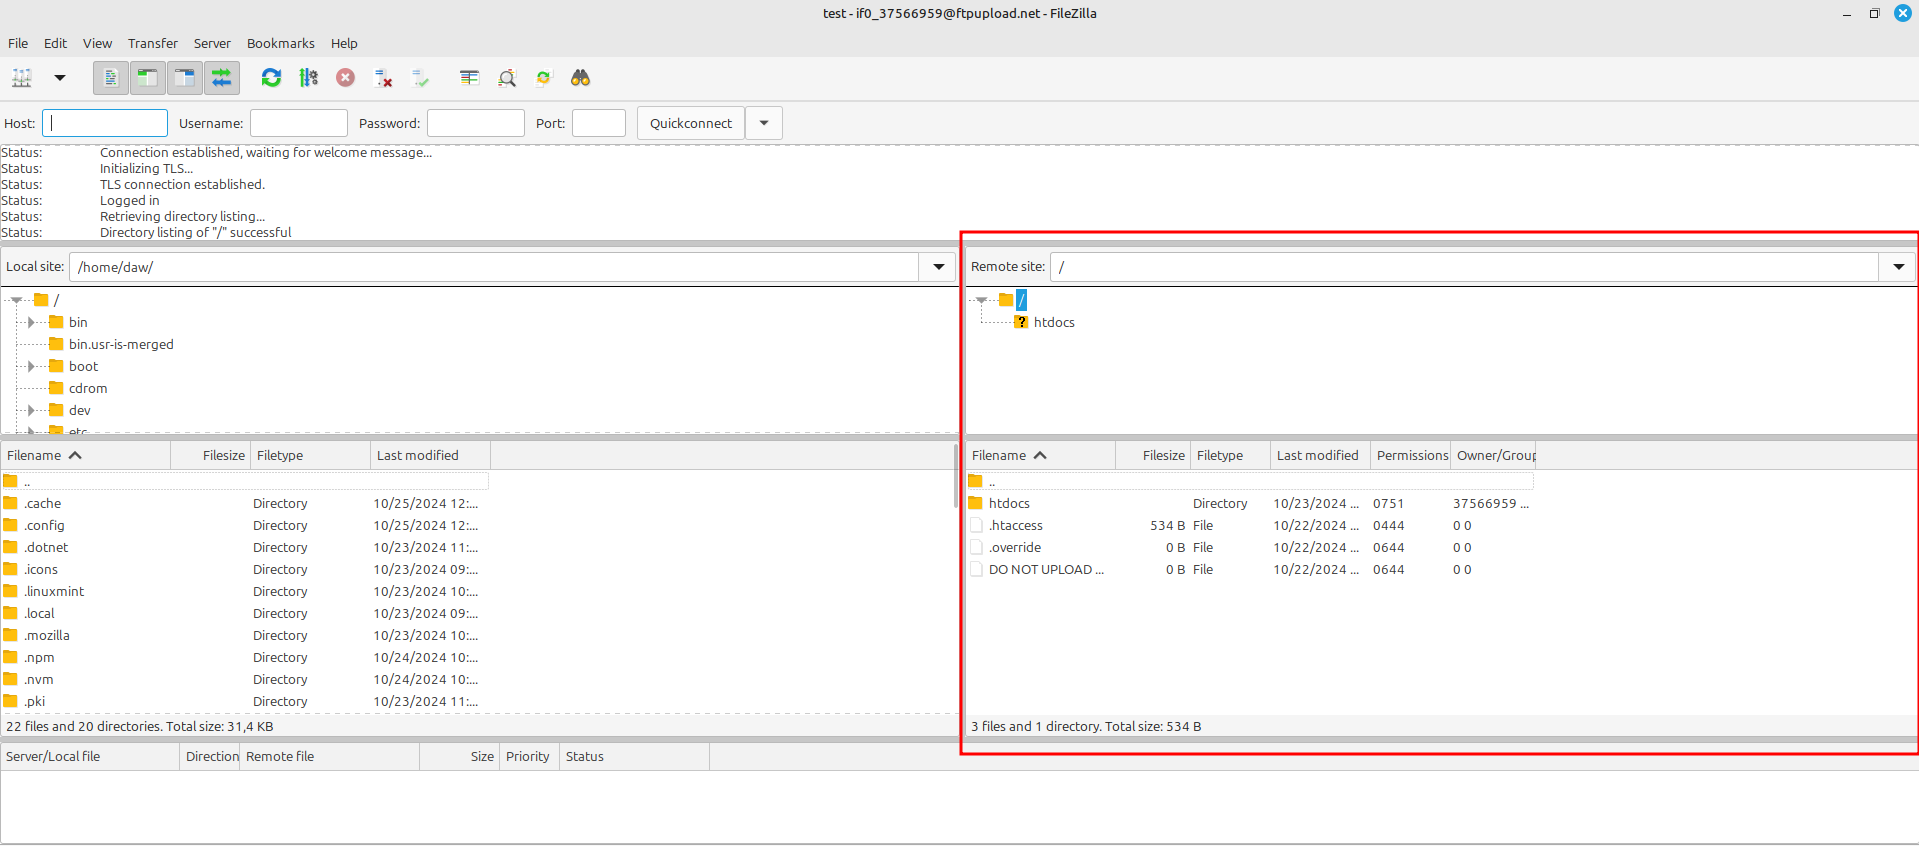 test - if0_37566959@ftpupload.net - FileZilla
File Edit View Transfer Server Bookmarks Help
Host: Username: Password: Port: Quickconnect
Status: Connection established, waiting for welcome message...
Status: Initializing TLS...
Status: TLS connection established.
Status: Logged in
Status: Retrieving directory listing...
Status: Directory listing of "/" successful
Local site: /home/daw/
/
bin
bin.usr-is-merged
boot
cdrom
dev
etc
Filename Filesize Filetype Last modified
..
.cache Directory 10/25/2024 12:...
.config Directory 10/25/2024 12:...
.dotnet Directory 10/23/2024 11:...
.icons Directory 10/23/2024 09:...
.linuxmint Directory 10/23/2024 10:...
.local Directory 10/23/2024 09:...
.mozilla Directory 10/23/2024 10:...
.npm Directory 10/24/2024 10:...
.nvm Directory 10/24/2024 10:...
.pki Directory 10/23/2024 11:...
22 files and 20 directories. Total size: 31,4 KB
Remote site: /
/
? htdocs
Filename Filesize Filetype Last modified Permissions Owner/Group
..
htdocs Directory 10/23/2024 ... 0751 37566959 ...
.htaccess 534 B File 10/22/2024 ... 0444 0 0
.override 0 B File 10/22/2024 ... 0644 0 0
DO NOT UPLOAD ... 0 B File 10/22/2024 ... 0644 0 0
3 files and 1 directory. Total size: 534 B
Server/Local file Direction Remote file Size Priority Status